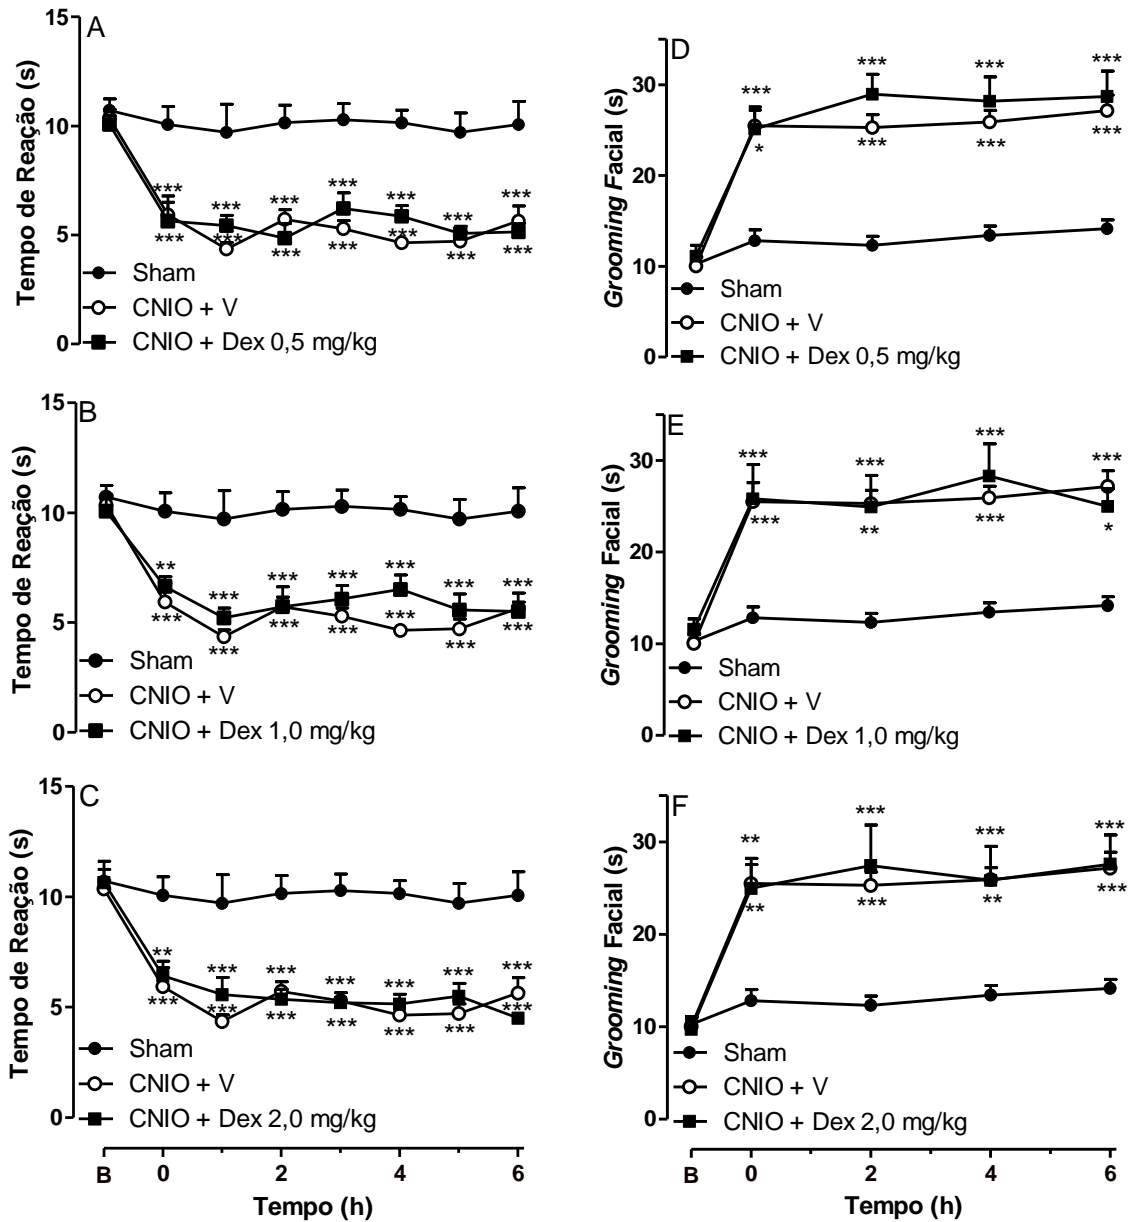 A
Tempo de Reação (s)
15
10
5
0
***
***
***
***
***
***
***
***
***
***
***
***
***
***
Sham
CNIO + V
CNIO + Dex 0,5 mg/kg
D
Grooming Facial (s)
30
20
10
0
***
*
***
***
***
***
***
***
Sham
CNIO + V
CNIO + Dex 0,5 mg/kg
B
Tempo de Reação (s)
15
10
5
0
**
***
***
***
***
***
***
***
***
***
***
***
***
***
Sham
CNIO + V
CNIO + Dex 1,0 mg/kg
E
Grooming Facial (s)
30
20
10
0
***
***
***
**
***
***
***
*
Sham
CNIO + V
CNIO + Dex 1,0 mg/kg
C
Tempo de Reação (s)
15
10
5
0
**
***
***
***
***
***
***
***
***
***
***
***
***
***
Sham
CNIO + V
CNIO + Dex 2,0 mg/kg
B 0 2 4 6
Tempo (h)
F
Grooming Facial (s)
30
20
10
0
**
**
***
***
***
**
***
***
Sham
CNIO + V
CNIO + Dex 2,0 mg/kg
B 0 2 4 6
Tempo (h)